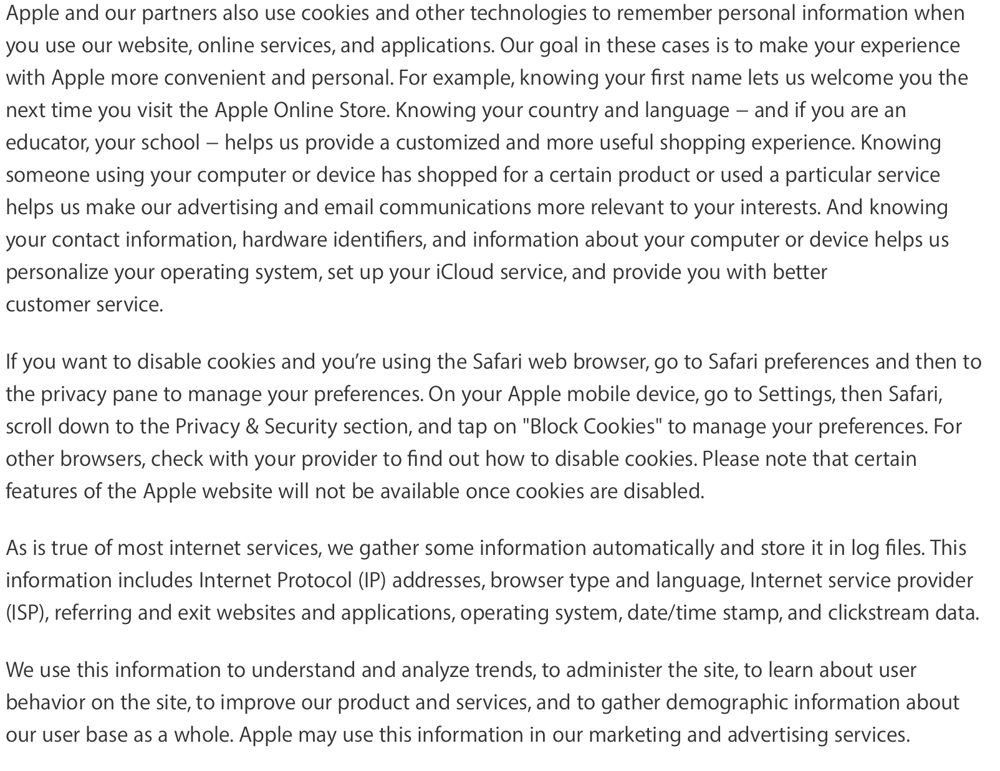 Apple and our partners also use cookies and other technologies to remember personal information when
you use our website, online services, and applications. Our goal in these cases is to make your experience
with Apple more convenient and personal. For example, knowing your first name lets us welcome you the
next time you visit the Apple Online Store. Knowing your country and language – and if you are an
educator, your school – helps us provide a customized and more useful shopping experience. Knowing
someone using your computer or device has shopped for a certain product or used a particular service
helps us make our advertising and email communications more relevant to your interests. And knowing
your contact information, hardware identifiers, and information about your computer or device helps us
personalize your operating system, set up your iCloud service, and provide you with better
customer service.
If you want to disable cookies and you’re using the Safari web browser, go to Safari preferences and then to
the privacy pane to manage your preferences. On your Apple mobile device, go to Settings, then Safari,
scroll down to the Privacy & Security section, and tap on "Block Cookies" to manage your preferences. For
other browsers, check with your provider to find out how to disable cookies. Please note that certain
features of the Apple website will not be available once cookies are disabled.
As is true of most internet services, we gather some information automatically and store it in log files. This
information includes Internet Protocol (IP) addresses, browser type and language, Internet service provider
(ISP), referring and exit websites and applications, operating system, date/time stamp, and clickstream data.
We use this information to understand and analyze trends, to administer the site, to learn about user
behavior on the site, to improve our product and services, and to gather demographic information about
our user base as a whole. Apple may use this information in our marketing and advertising services.